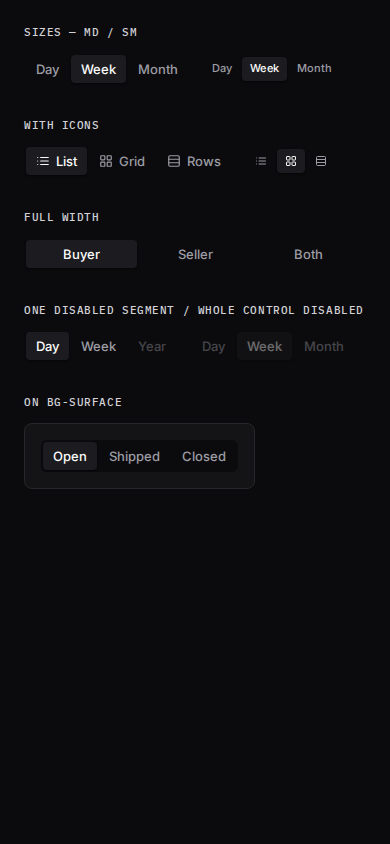 SIZES — MD / SM
Day Week Month Day Week Month
WITH ICONS
List Grid Rows
FULL WIDTH
Buyer Seller Both
ONE DISABLED SEGMENT / WHOLE CONTROL DISABLED
Day Week Year Day Week Month
ON BG-SURFACE
Open Shipped Closed